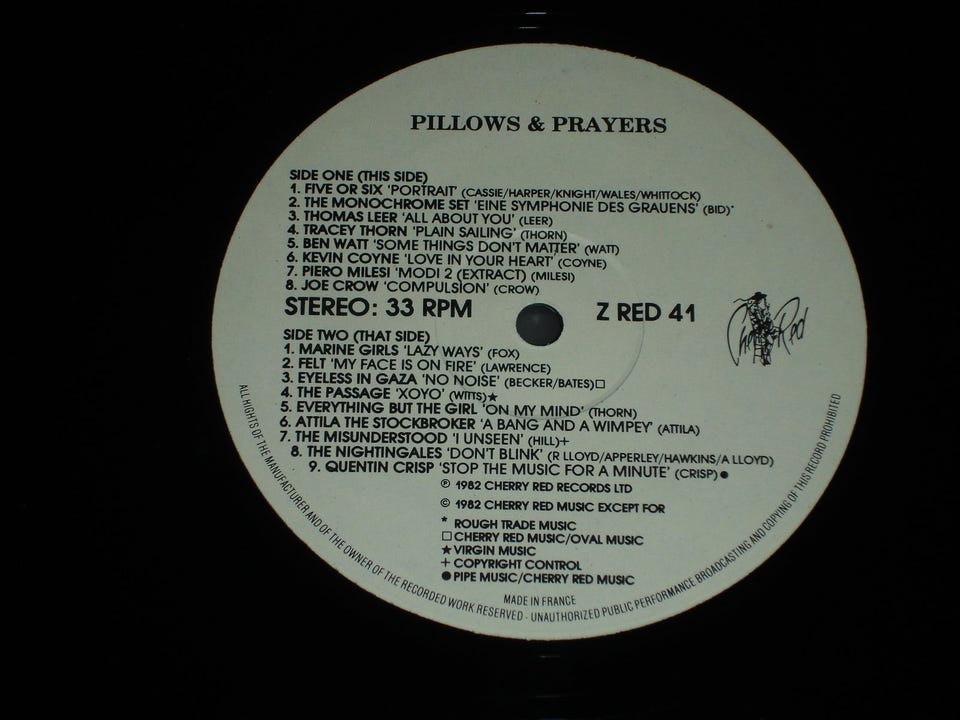 PILLOWS & PRAYERS
SIDE ONE (THIS SIDE)
1. FIVE OR SIX 'PORTRAIT' (CASSIE/HARPER/KNIGHT/WALES/WHITTOCK)
2. THE MONOCHROME SET 'EINE SYMPHONIE DES GRAUENS' (BID)*
3. THOMAS LEER 'ALL ABOUT YOU' (LEER)
4. TRACEY THORN 'PLAIN SAILING' (THORN)
5. BEN WATT 'SOME THINGS DON'T MATTER' (WATT)
6. KEVIN COYNE 'LOVE IN YOUR HEART' (COYNE)
7. PIERO MILESI 'MODI 2 (EXTRACT) (MILESI)
8. JOE CROW 'COMPULSION' (CROW)
STEREO: 33 RPM
Z RED 41
Cherry Red
SIDE TWO (THAT SIDE)
1. MARINE GIRLS 'LAZY WAYS' (FOX)
2. FELT 'MY FACE IS ON FIRE' (LAWRENCE)
3. EYELESS IN GAZA 'NO NOISE' (BECKER/BATES)□
4. THE PASSAGE 'XOYO' (WITTS)★
5. EVERYTHING BUT THE GIRL 'ON MY MIND' (THORN)
6. ATTILA THE STOCKBROKER 'A BANG AND A WIMPEY' (ATTILA)
7. THE MISUNDERSTOOD 'I UNSEEN' (HILL)+
8. THE NIGHTINGALES 'DON'T BLINK' (R LLOYD/APPERLEY/HAWKINS/A LLOYD)
9. QUENTIN CRISP 'STOP THE MUSIC FOR A MINUTE' (CRISP)●
℗ 1982 CHERRY RED RECORDS LTD
© 1982 CHERRY RED MUSIC EXCEPT FOR
* ROUGH TRADE MUSIC
□ CHERRY RED MUSIC/OVAL MUSIC
★ VIRGIN MUSIC
+ COPYRIGHT CONTROL
● PIPE MUSIC/CHERRY RED MUSIC
MADE IN FRANCE
ALL RIGHTS OF THE MANUFACTURER AND OF THE OWNER OF THE RECORDED WORK RESERVED - UNAUTHORIZED PUBLIC PERFORMANCE BROADCASTING AND COPYING OF THIS RECORD PROHIBITED